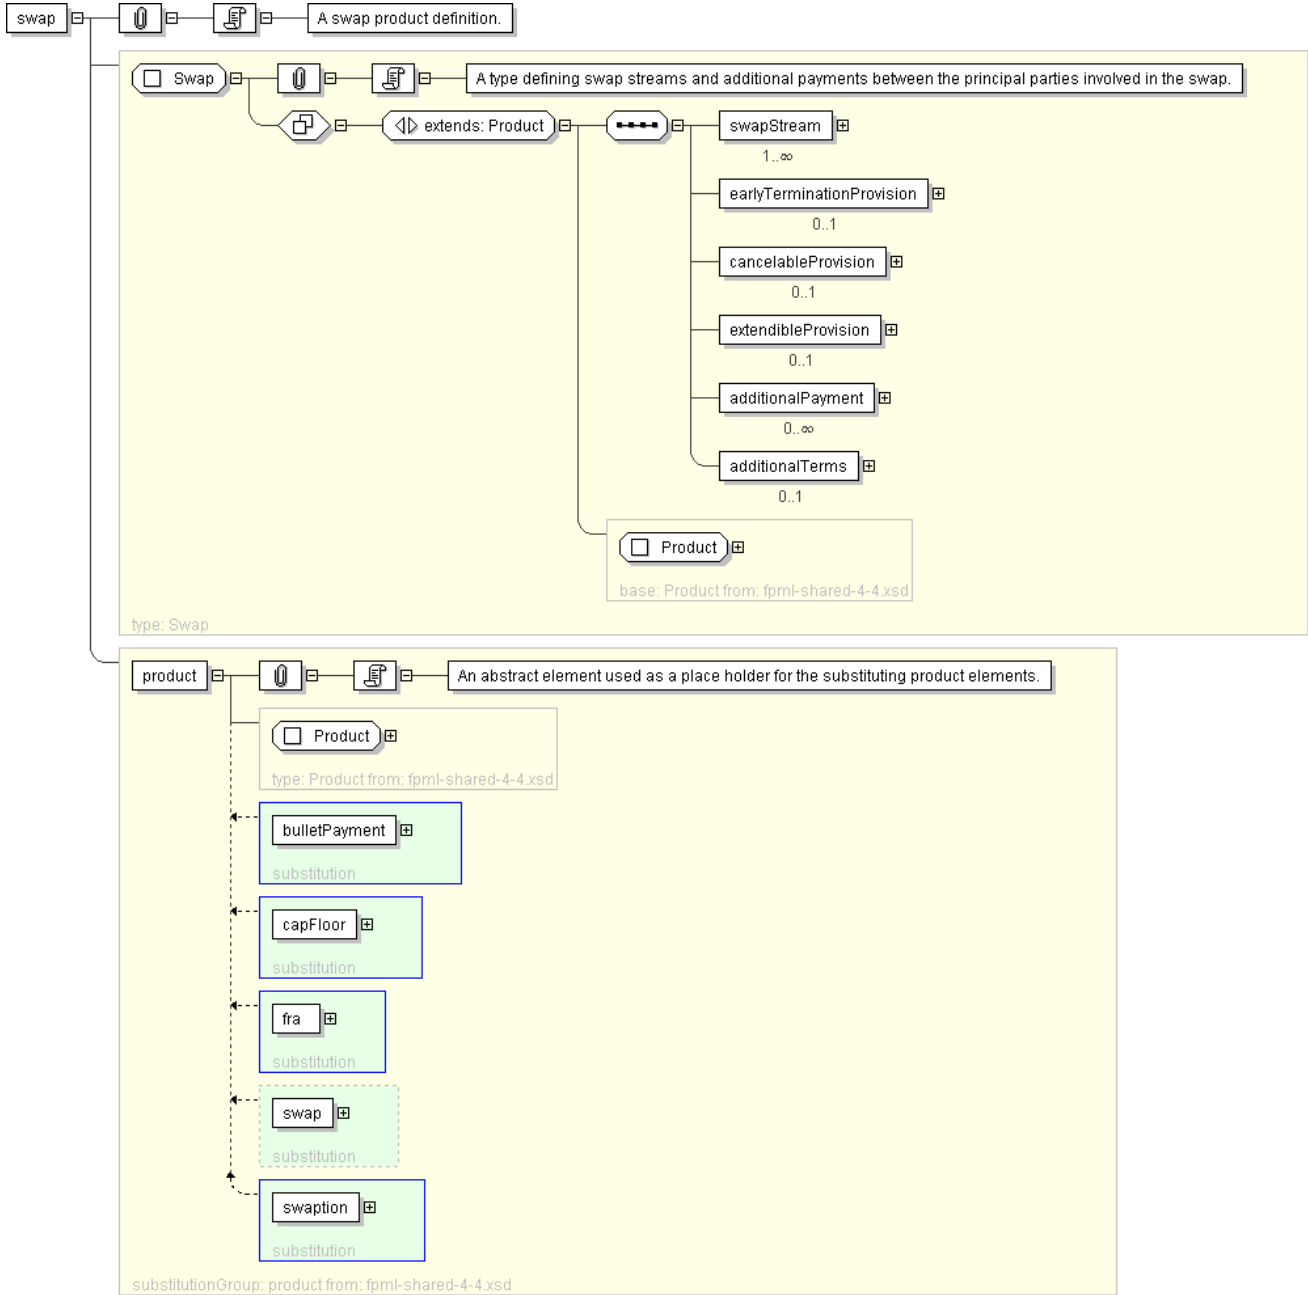 swap
A swap product definition.
Swap
A type defining swap streams and additional payments between the principal parties involved in the swap.
extends: Product
swapStream
1..∞
earlyTerminationProvision
0..1
cancelableProvision
0..1
extendibleProvision
0..1
additionalPayment
0..∞
additionalTerms
0..1
Product
base: Product from: fpml-shared-4-4.xsd
type: Swap
product
An abstract element used as a place holder for the substituting product elements.
Product
type: Product from: fpml-shared-4-4.xsd
bulletPayment
substitution
capFloor
substitution
fra
substitution
swap
substitution
swaption
substitution
substitutionGroup: product from: fpml-shared-4-4.xsd